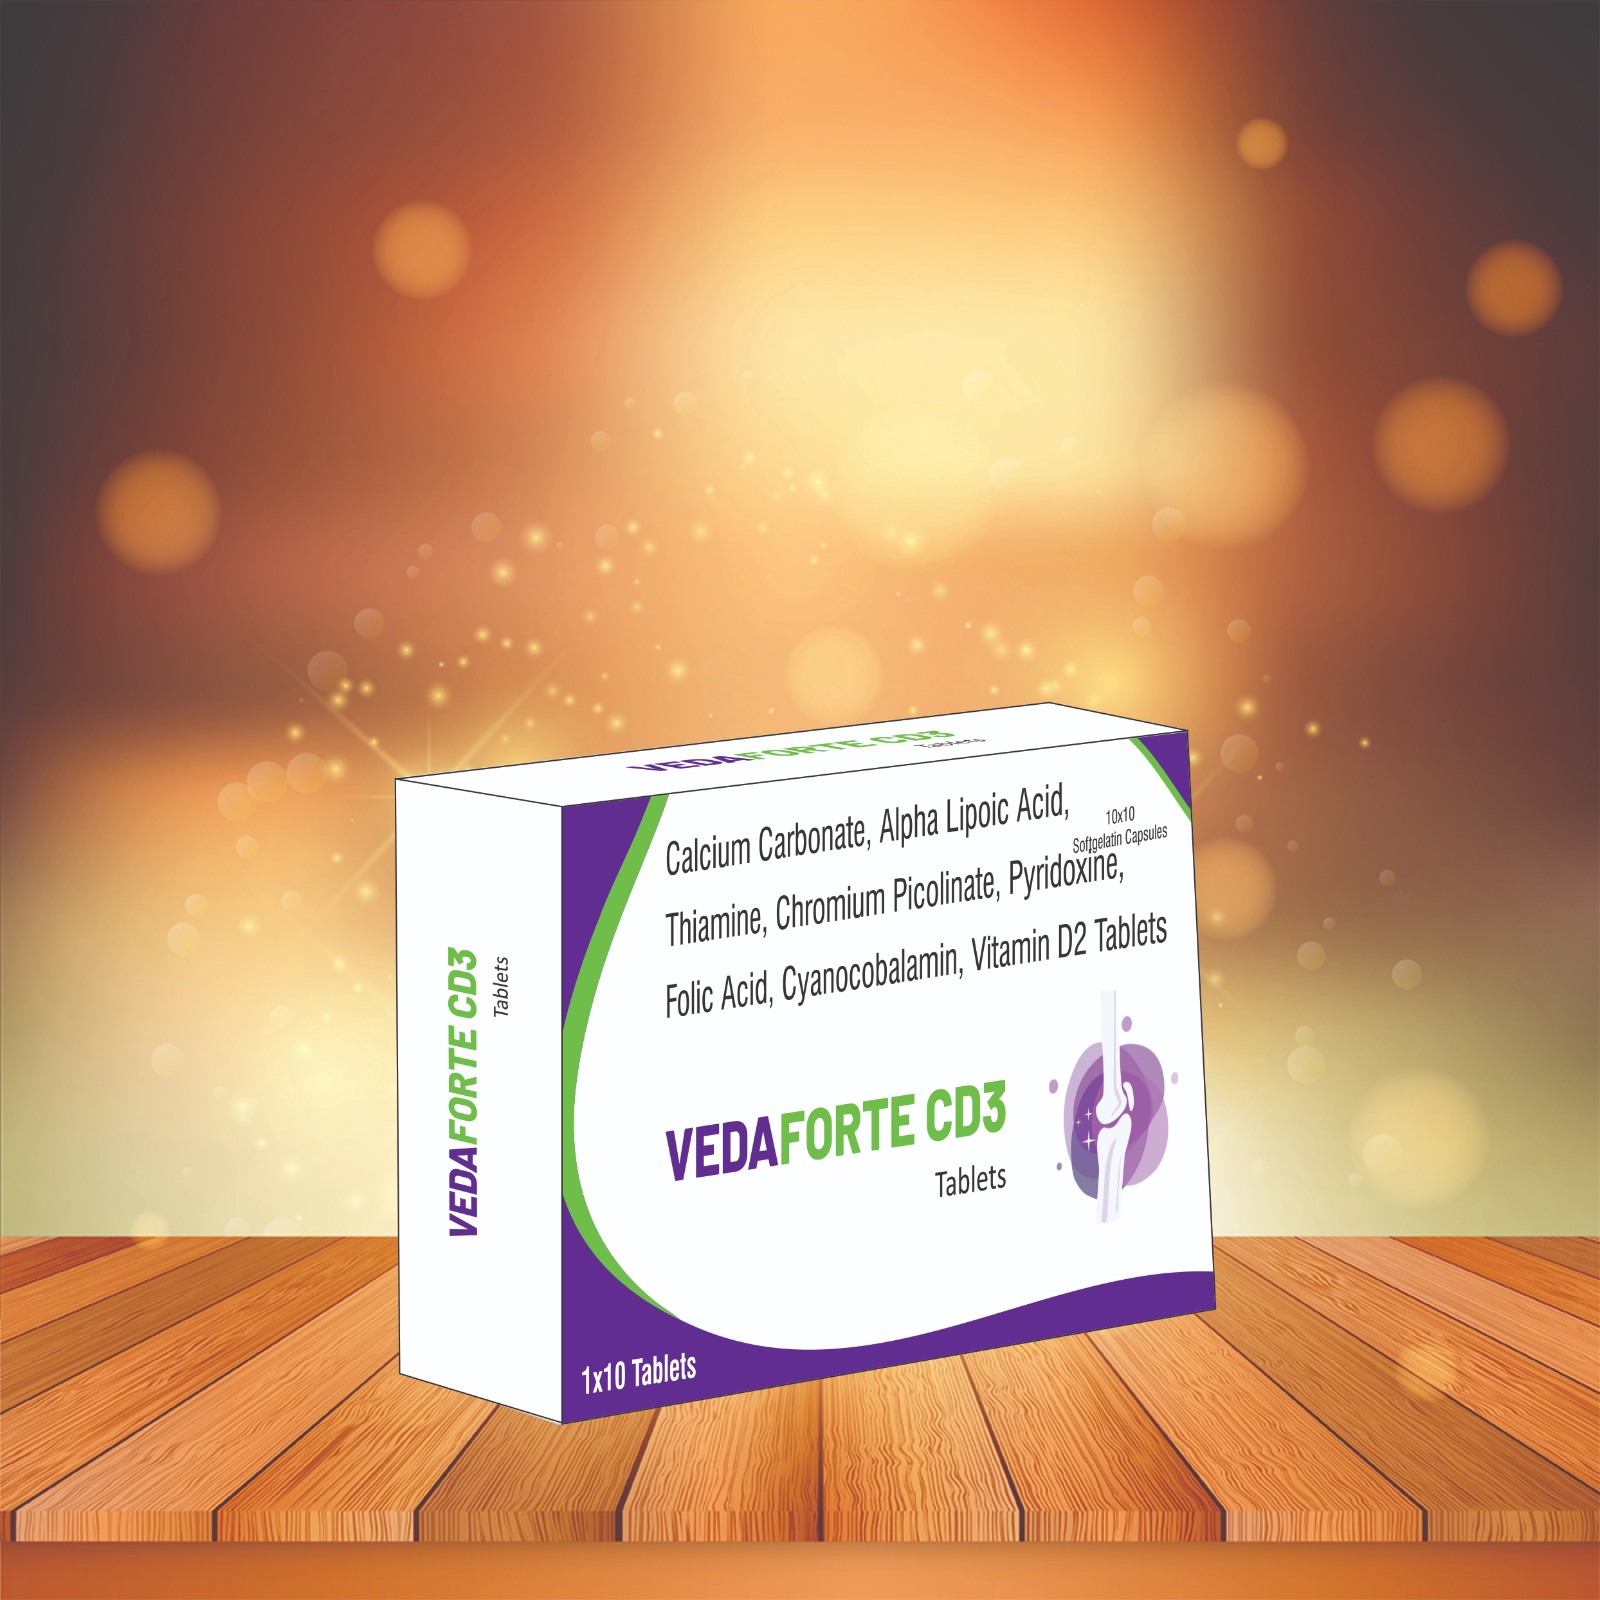 VEDAFORTE CD3
Tablets
Calcium Carbonate, Alpha Lipoic Acid,
10x10
Softgelatin Capsules
Thiamine, Chromium Picolinate, Pyridoxine,
Folic Acid, Cyanocobalamin, Vitamin D2 Tablets
VEDAFORTE CD3
Tablets
VEDAFORTE CD3
Tablets
1x10 Tablets